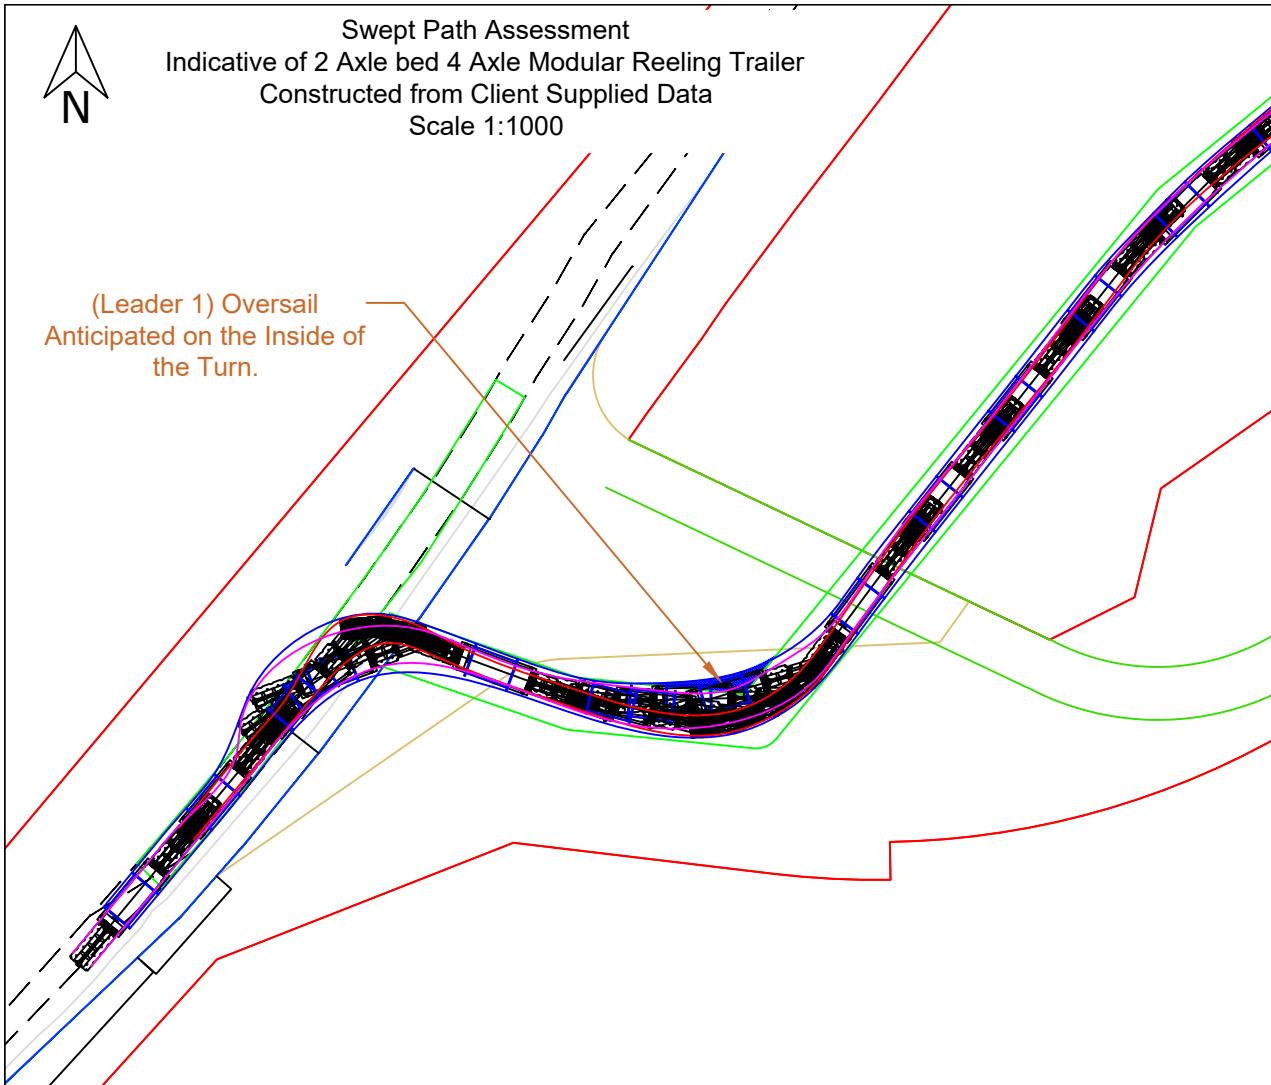 Swept Path Assessment
Indicative of 2 Axle bed 4 Axle Modular Reeling Trailer
Constructed from Client Supplied Data
Scale 1:1000
N
(Leader 1) Oversail
Anticipated on the Inside of
the Turn.